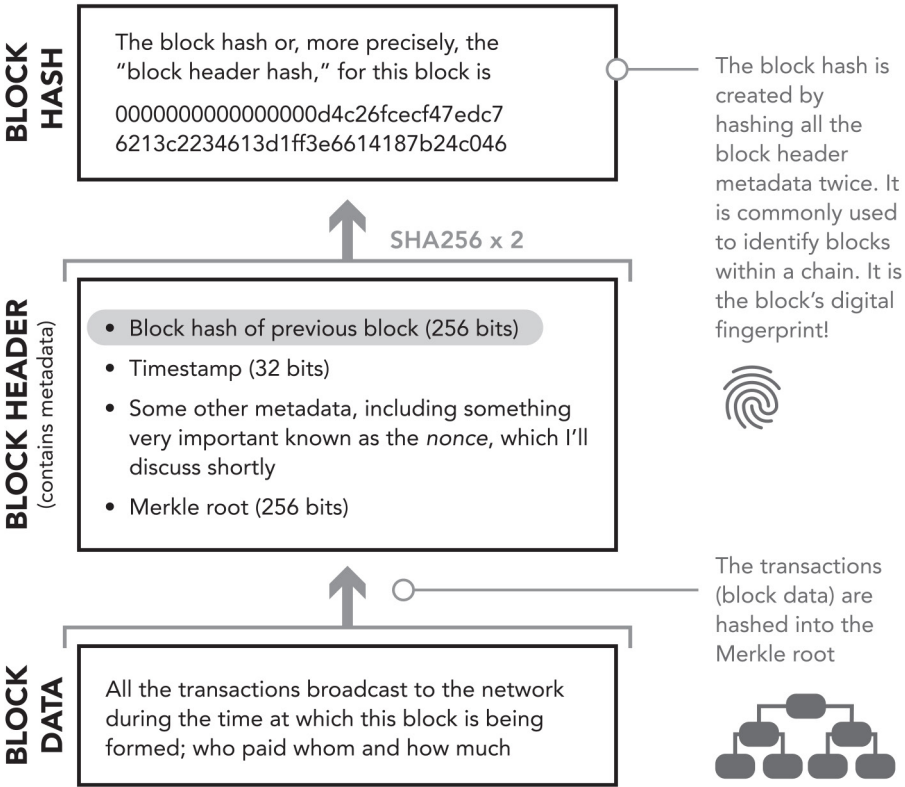 BLOCK
HASH
The block hash or, more precisely, the
“block header hash,” for this block is
0000000000000000d4c26fcecf47edc7
6213c2234613d1ff3e6614187b24c046
The block hash is
created by
hashing all the
block header
metadata twice. It
is commonly used
to identify blocks
within a chain. It is
the block’s digital
fingerprint!
SHA256 x 2
BLOCK HEADER
(contains metadata)
• Block hash of previous block (256 bits)
• Timestamp (32 bits)
• Some other metadata, including something
very important known as the nonce, which I’ll
discuss shortly
• Merkle root (256 bits)
The transactions
(block data) are
hashed into the
Merkle root
BLOCK
DATA
All the transactions broadcast to the network
during the time at which this block is being
formed; who paid whom and how much